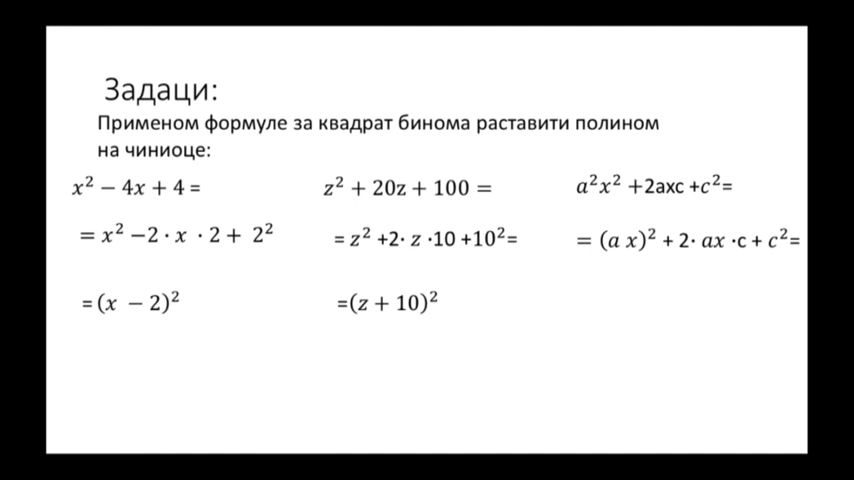 Задаци:
Применом формуле за квадрат бинома раставити полином
на чиниоце:
x² − 4x + 4 =
= x² −2 · x · 2 + 2²
= (x − 2)²
z² + 20z + 100 =
= z² +2· z ·10 +10²=
=(z + 10)²
a²x² +2axc +c²=
= (a x)² + 2· ax ·c + c²=